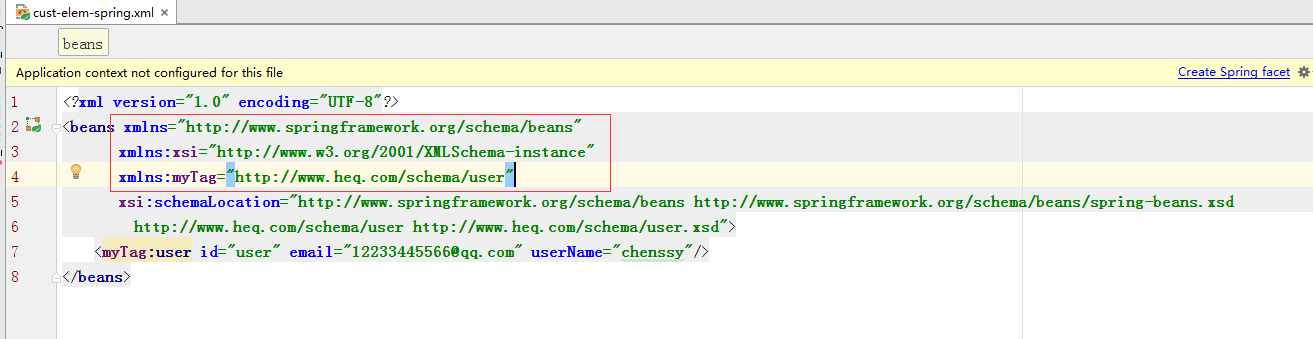 cust-elem-spring.xml ×
beans
Application context not configured for this file Create Spring facet
1 <?xml version="1.0" encoding="UTF-8"?>
2 <beans xmlns="http://www.springframework.org/schema/beans"
3 xmlns:xsi="http://www.w3.org/2001/XMLSchema-instance"
4 xmlns:myTag="http://www.heq.com/schema/user"
5 xsi:schemaLocation="http://www.springframework.org/schema/beans http://www.springframework.org/schema/beans/spring-beans.xsd
6 http://www.heq.com/schema/user http://www.heq.com/schema/user.xsd">
7 <myTag:user id="user" email="12233445566@qq.com" userName="chenssy"/>
8 </beans>